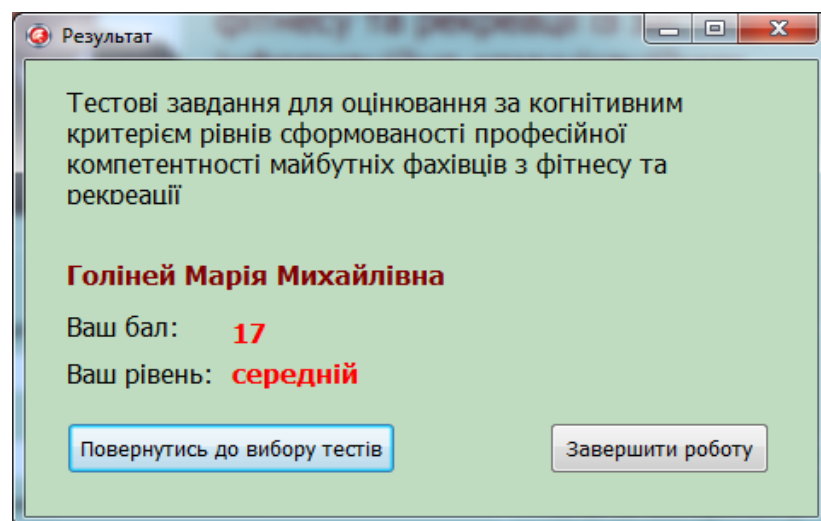 Результат
Тестові завдання для оцінювання за когнітивним
критерієм рівнів сформованості професійної
компетентності майбутніх фахівців з фітнесу та
рекреації
Голіней Марія Михайлівна
Ваш бал: 17
Ваш рівень: середній
Повернутись до вибору тестів Завершити роботу